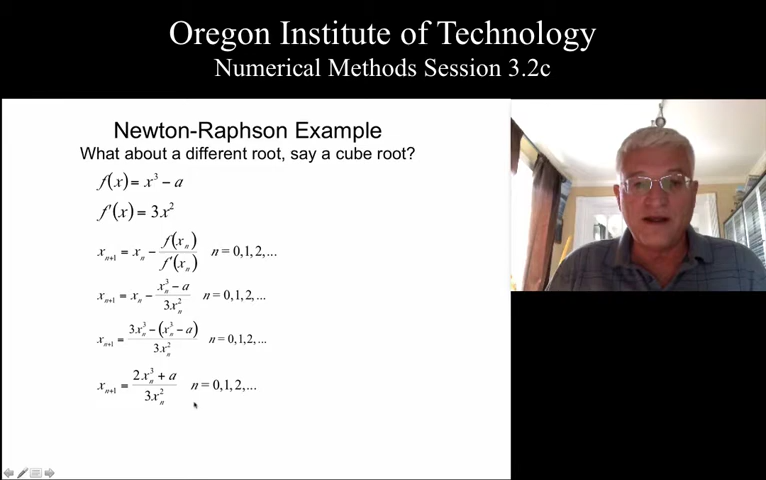 Oregon Institute of Technology
Numerical Methods Session 3.2c
Newton-Raphson Example
What about a different root, say a cube root?
f(x) = x³ − a
f'(x) = 3x²
xₙ₊₁ = xₙ − f(xₙ) / f'(xₙ) n = 0,1,2,...
xₙ₊₁ = xₙ − (xₙ³ − a) / 3xₙ² n = 0,1,2,...
xₙ₊₁ = 3xₙ³ − (xₙ³ − a) / 3xₙ² n = 0,1,2,...
xₙ₊₁ = 2xₙ³ + a / 3xₙ² n = 0,1,2,...